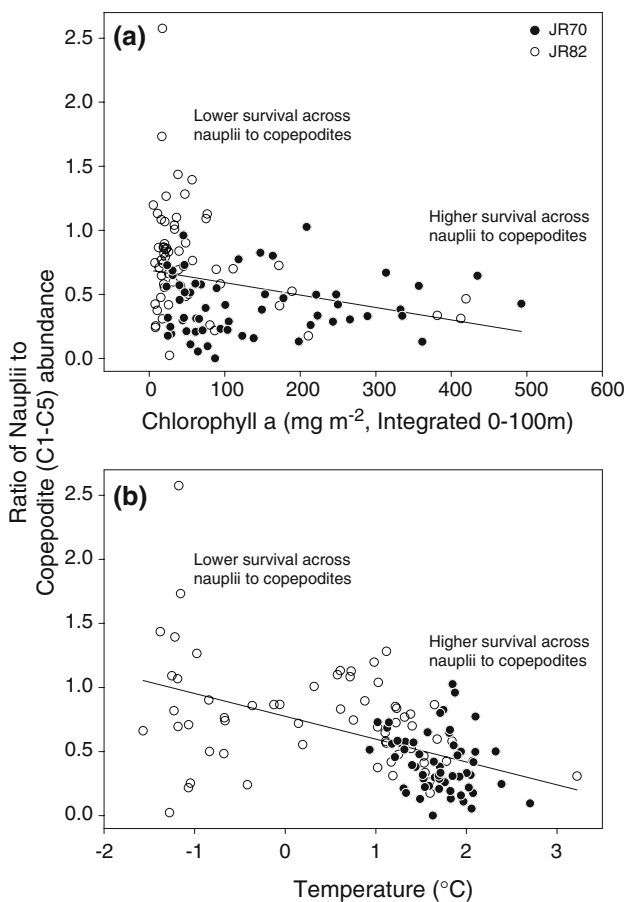 (a)
JR70
JR82
Lower survival across
nauplii to copepodites
Higher survival across
nauplii to copepodites
2.5
2.0
1.5
1.0
0.5
0.0
0 100 200 300 400 500 600
Chlorophyll a (mg m-2, Integrated 0-100m)
Ratio of Nauplii to
Copepodite (C1-C5) abundance
(b)
Lower survival across
nauplii to copepodites
Higher survival across
nauplii to copepodites
2.5
2.0
1.5
1.0
0.5
0.0
-2 -1 0 1 2 3
Temperature (°C)